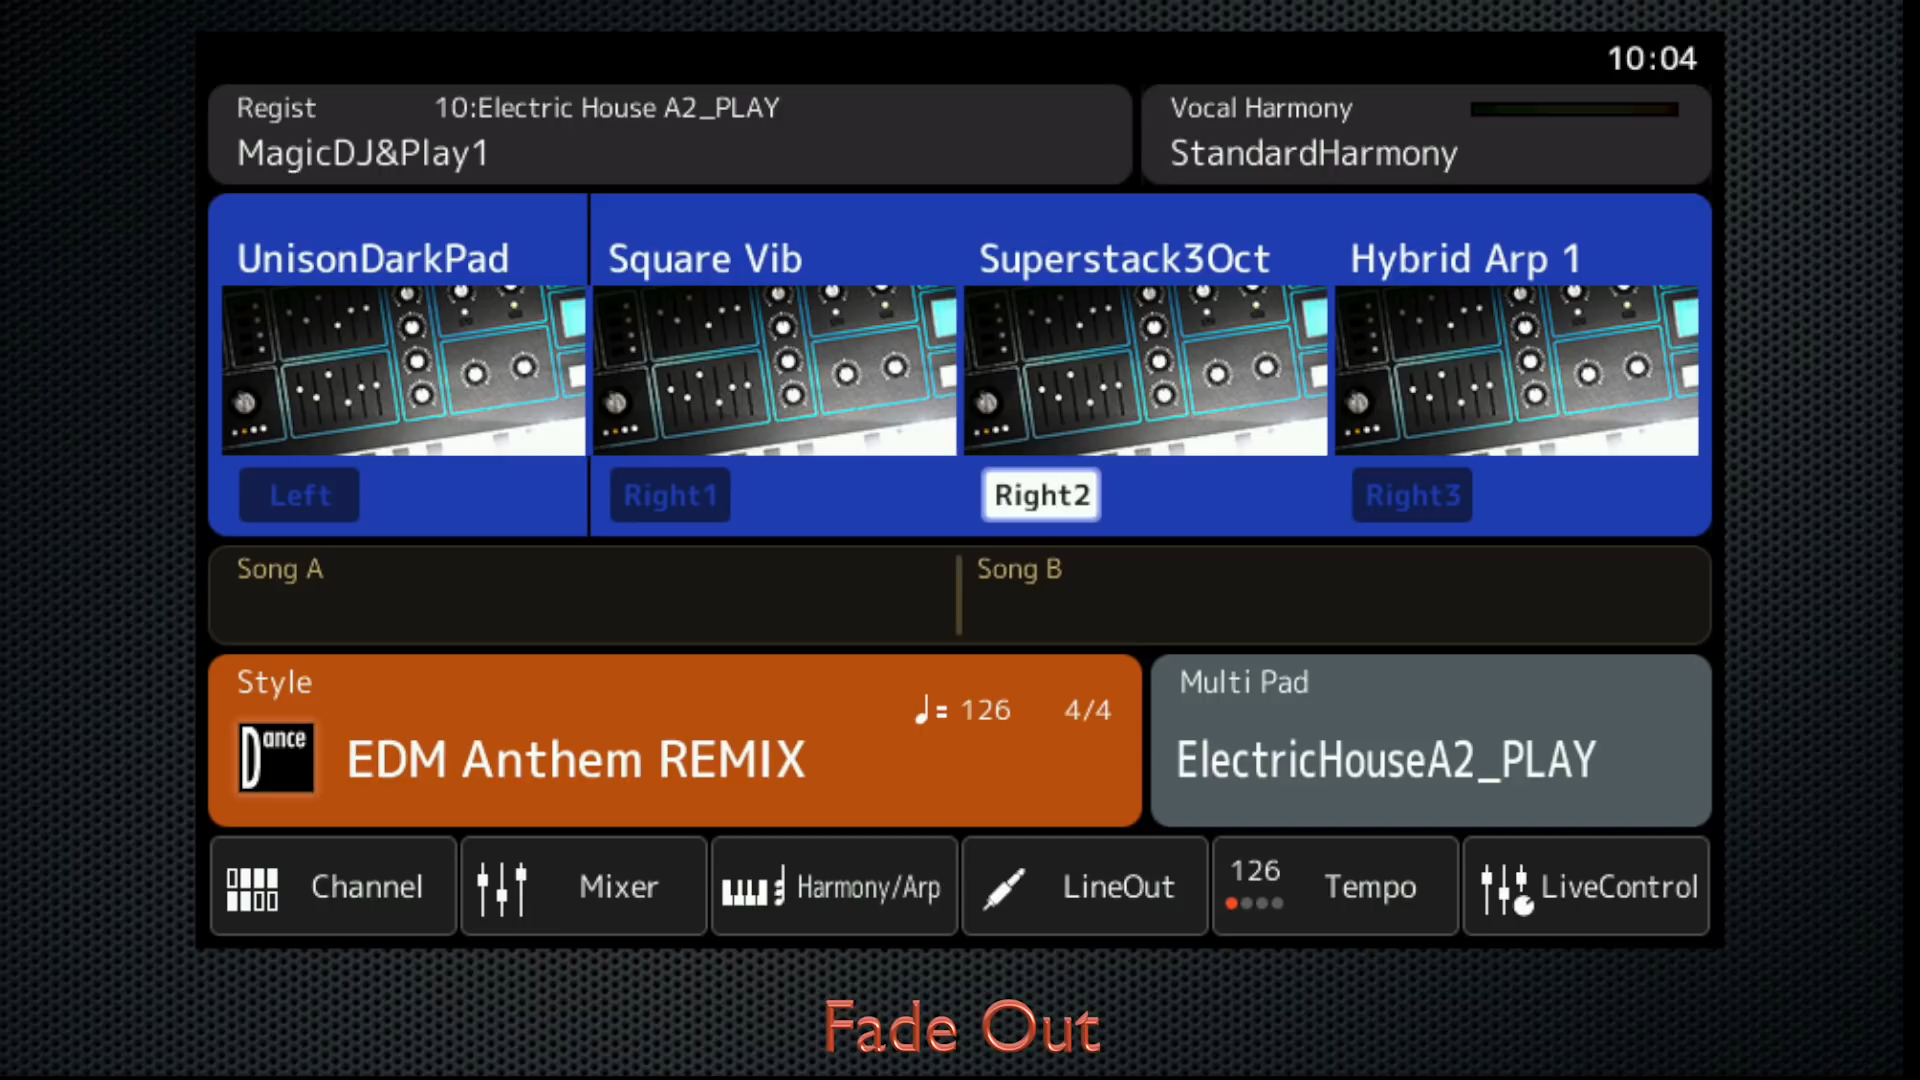 10:04
Regist 10:Electric House A2_PLAY
MagicDJ&Play1
Vocal Harmony
StandardHarmony
UnisonDarkPad
Square Vib
Superstack3Oct
Hybrid Arp 1
Left
Right1
Right2
Right3
Song A
Song B
Style
♩= 126 4/4
Dance
EDM Anthem REMIX
Multi Pad
ElectricHouseA2_PLAY
Channel
Mixer
Harmony/Arp
LineOut
126
Tempo
LiveControl
Fade Out